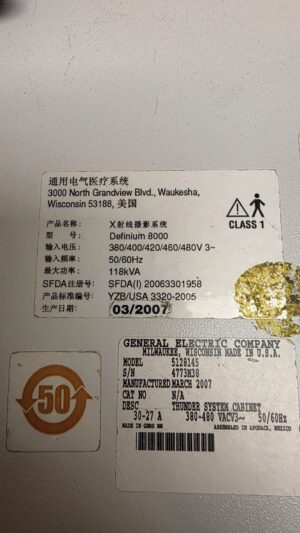 通用电气医疗系统
3000 North Grandview Blvd., Waukesha,
Wisconsin 53188, 美国
CLASS 1
产品名称: X射线摄影系统
型 号: Definium 8000
输入电压: 380/400/420/460/480V 3~
输入频率: 50/60Hz
最大功率: 118kVA
SFDA注册号: SFDA(I) 20063301958
产品标准编号: YZB/USA 3320-2005
生产日期: 03/2007
50
GENERAL ELECTRIC COMPANY
MILWAUKEE, WISCONSIN MADE IN U.S.A.
MODEL 5128145
S/N 4773M38
MANUFACTURED MARCH 2007
CAT NO N/A
DESC THUNDER SYSTEM CABINET
50-27 A 380-480 VACV3~ 50/60Hz
ASSEMBLED IN APODACA, MEXICO